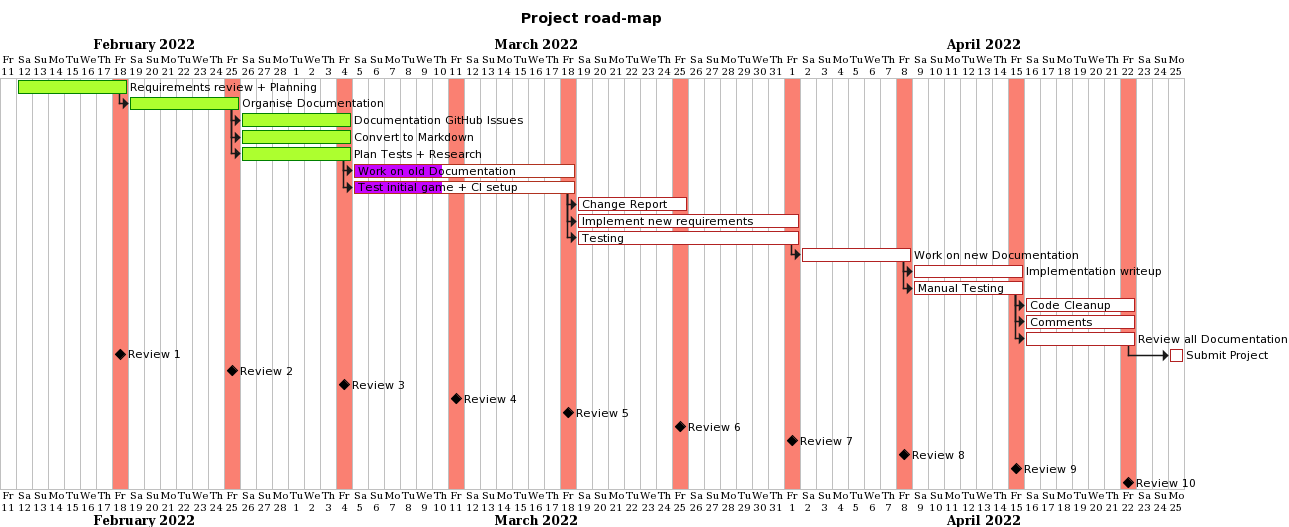 Project road-map
February 2022 March 2022 April 2022
Fr Sa Su Mo Tu We Th Fr Sa Su Mo Tu We Th Fr Sa Su Mo Tu We Th Fr Sa Su Mo Tu We Th Fr Sa Su Mo Tu We Th Fr Sa Su Mo Tu We Th Fr Sa Su Mo Tu We Th Fr Sa Su Mo Tu We Th Fr Sa Su Mo Tu We Th Fr Sa Su Mo Tu We Th Fr Sa Su Mo
11 12 13 14 15 16 17 18 19 20 21 22 23 24 25 26 27 28 1 2 3 4 5 6 7 8 9 10 11 12 13 14 15 16 17 18 19 20 21 22 23 24 25 26 27 28 29 30 31 1 2 3 4 5 6 7 8 9 10 11 12 13 14 15 16 17 18 19 20 21 22 23 24 25
Requirements review + Planning
Organise Documentation
Documentation GitHub Issues
Convert to Markdown
Plan Tests + Research
Work on old Documentation
Test initial game + CI setup
Change Report
Implement new requirements
Testing
Work on new Documentation
Implementation writeup
Manual Testing
Code Cleanup
Comments
Review all Documentation
Review 1
Submit Project
Review 2
Review 3
Review 4
Review 5
Review 6
Review 7
Review 8
Review 9
Review 10
Fr Sa Su Mo Tu We Th Fr Sa Su Mo Tu We Th Fr Sa Su Mo Tu We Th Fr Sa Su Mo Tu We Th Fr Sa Su Mo Tu We Th Fr Sa Su Mo Tu We Th Fr Sa Su Mo Tu We Th Fr Sa Su Mo Tu We Th Fr Sa Su Mo Tu We Th Fr Sa Su Mo Tu We Th Fr Sa Su Mo
11 12 13 14 15 16 17 18 19 20 21 22 23 24 25 26 27 28 1 2 3 4 5 6 7 8 9 10 11 12 13 14 15 16 17 18 19 20 21 22 23 24 25 26 27 28 29 30 31 1 2 3 4 5 6 7 8 9 10 11 12 13 14 15 16 17 18 19 20 21 22 23 24 25
February 2022 March 2022 April 2022